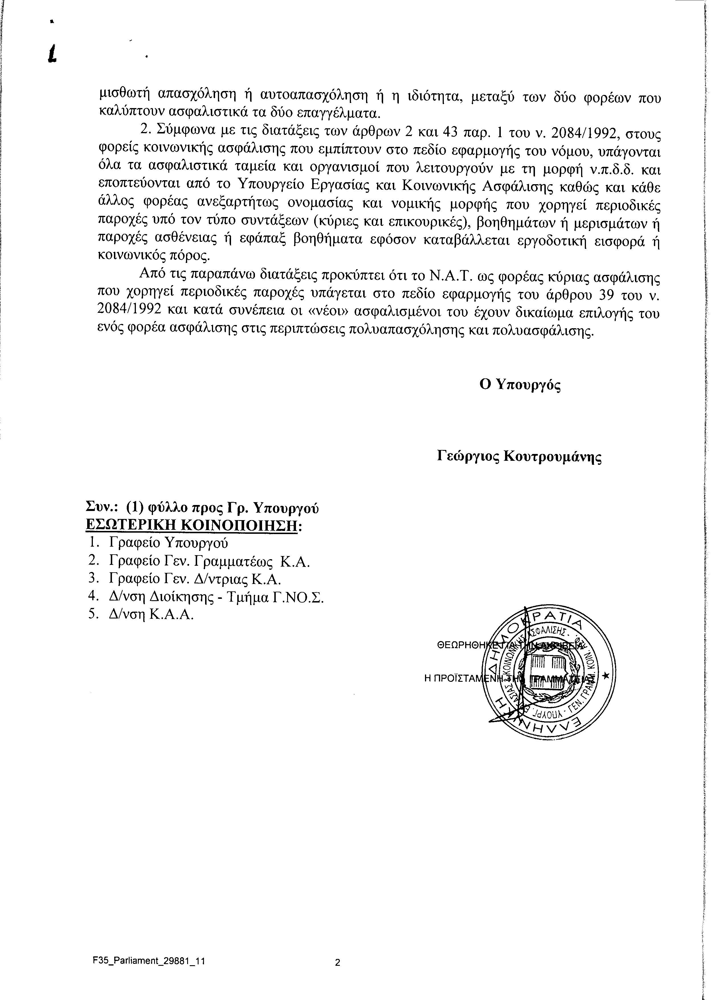 μισθωτή απασχόληση ή αυτοαπασχόληση ή η ιδιότητα, μεταξύ των δύο φορέων που
καλύπτουν ασφαλιστικά τα δύο επαγγέλματα.
2. Σύμφωνα με τις διατάξεις των άρθρων 2 και 43 παρ. 1 του ν. 2084/1992, στους
φορείς κοινωνικής ασφάλισης που εμπίπτουν στο πεδίο εφαρμογής του νόμου, υπάγονται
όλα τα ασφαλιστικά ταμεία και οργανισμοί που λειτουργούν με τη μορφή ν.π.δ.δ. και
εποπτεύονται από το Υπουργείο Εργασίας και Κοινωνικής Ασφάλισης καθώς και κάθε
άλλος φορέας ανεξαρτήτως ονομασίας και νομικής μορφής που χορηγεί περιοδικές
παροχές υπό τον τύπο συντάξεων (κύριες και επικουρικές), βοηθημάτων ή μερισμάτων ή
παροχές ασθένειας ή εφάπαξ βοηθήματα εφόσον καταβάλλεται εργοδοτική εισφορά ή
κοινωνικός πόρος.
Από τις παραπάνω διατάξεις προκύπτει ότι το Ν.Α.Τ. ως φορέας κύριας ασφάλισης
που χορηγεί περιοδικές παροχές υπάγεται στο πεδίο εφαρμογής του άρθρου 39 του ν.
2084/1992 και κατά συνέπεια οι «νέοι» ασφαλισμένοι του έχουν δικαίωμα επιλογής του
ενός φορέα ασφάλισης στις περιπτώσεις πολυαπασχόλησης και πολυασφάλισης.
Ο Υπουργός
Γεώργιος Κουτρουμάνης
Συν.: (1) φύλλο προς Γρ. Υπουργού
ΕΣΩΤΕΡΙΚΗ ΚΟΙΝΟΠΟΙΗΣΗ:
1. Γραφείο Υπουργού
2. Γραφείο Γεν. Γραμματέως Κ.Α.
3. Γραφείο Γεν. Δ/ντριας Κ.Α.
4. Δ/νση Διοίκησης - Τμήμα Γ.ΝΟ.Σ.
5. Δ/νση Κ.Α.Α.
ΘΕΩΡΗΘΗΚΕ ΓΙΑ ΤΗΝ ΑΚΡΙΒΕΙΑ
Η ΠΡΟΪΣΤΑΜΕΝΗ ΤΗΣ ΓΡΑΜΜΑΤΕΙΑΣ
ΕΛΛΗΝΙΚΗ ΔΗΜΟΚΡΑΤΙΑ
F35_Parliament_29881_11
2